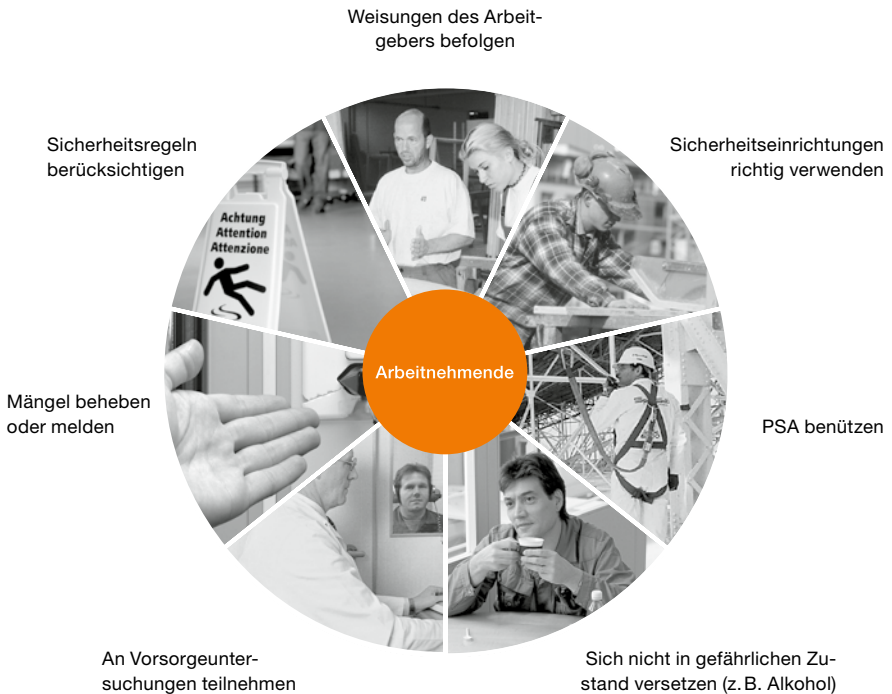 Weisungen des Arbeit-
gebers befolgen
Sicherheitsregeln
berücksichtigen
Sicherheitseinrichtungen
richtig verwenden
Achtung
Attention
Attenzione
Arbeitnehmende
Mängel beheben
oder melden
PSA benützen
An Vorsorgeunter-
suchungen teilnehmen
Sich nicht in gefährlichen Zu-
stand versetzen (z. B. Alkohol)